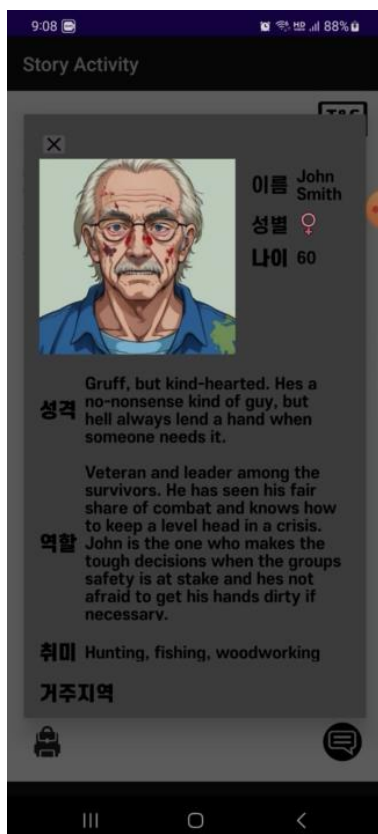 9:08
88%
Story Activity
이름 John
Smith
성별
나이 60
성격 Gruff, but kind-hearted. Hes a
no-nonsense kind of guy, but
hell always lend a hand when
someone needs it.
역할 Veteran and leader among the
survivors. He has seen his fair
share of combat and knows how
to keep a level head in a crisis.
John is the one who makes the
tough decisions when the groups
safety is at stake and hes not
afraid to get his hands dirty if
necessary.
취미 Hunting, fishing, woodworking
거주지역